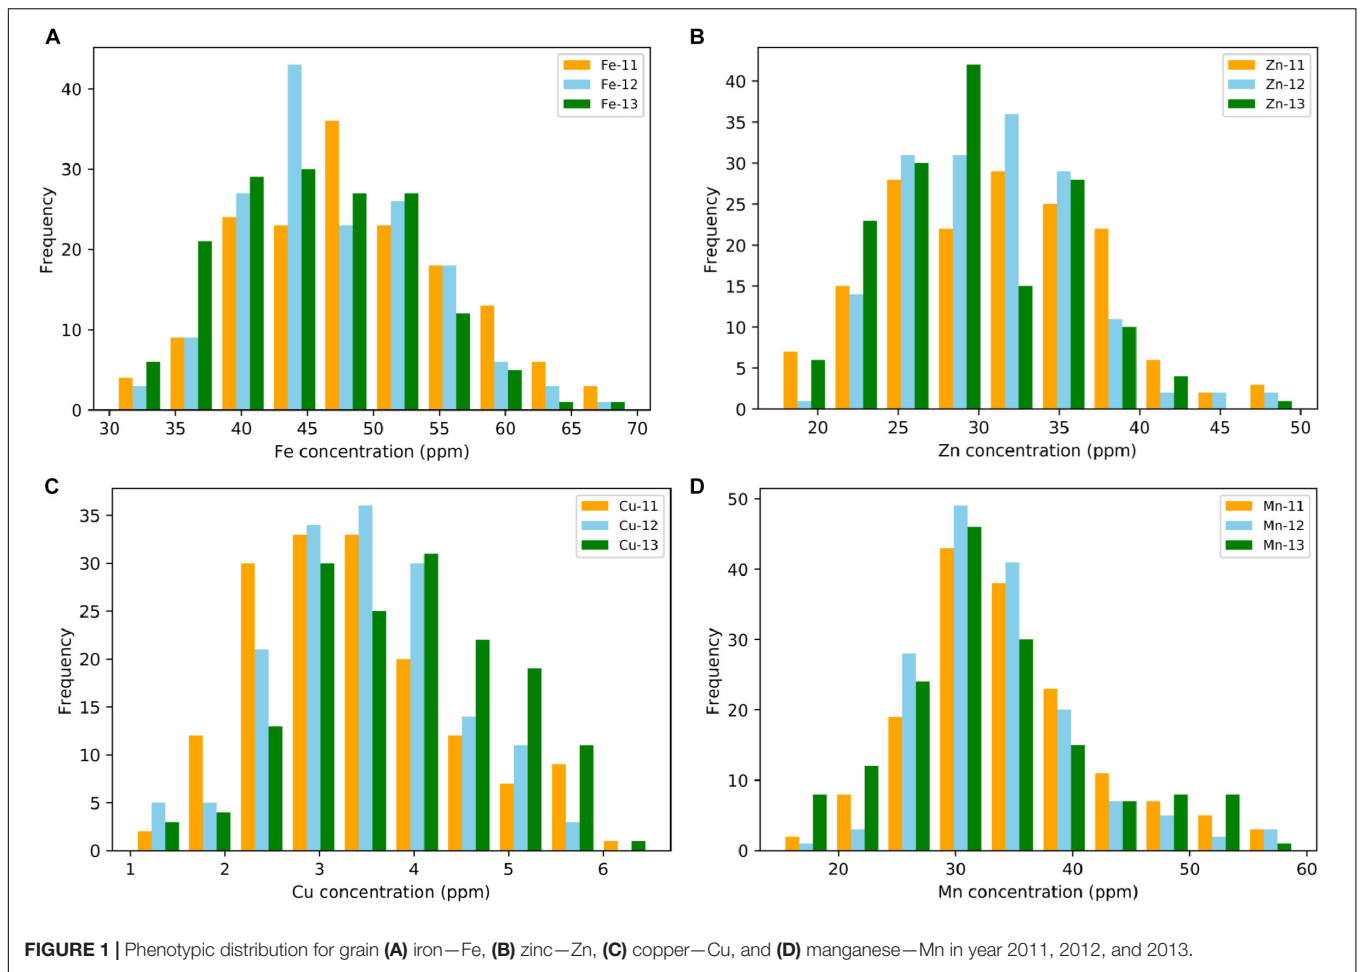 A
Fe-11
Fe-12
Fe-13
40
30
20
10
0
Frequency
30 35 40 45 50 55 60 65 70
Fe concentration (ppm)
B
Zn-11
Zn-12
Zn-13
40
35
30
25
20
15
10
5
0
Frequency
20 25 30 35 40 45 50
Zn concentration (ppm)
C
Cu-11
Cu-12
Cu-13
35
30
25
20
15
10
5
0
Frequency
1 2 3 4 5 6
Cu concentration (ppm)
D
Mn-11
Mn-12
Mn-13
50
40
30
20
10
0
Frequency
20 30 40 50 60
Mn concentration (ppm)
FIGURE 1 | Phenotypic distribution for grain (A) iron—Fe, (B) zinc—Zn, (C) copper—Cu, and (D) manganese—Mn in year 2011, 2012, and 2013.